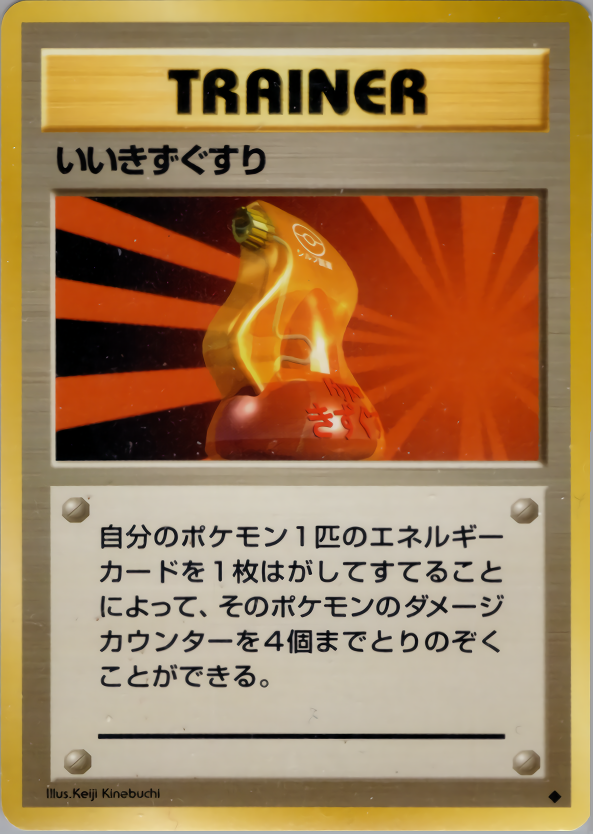 TRAINER
いいきずぐすり
きずぐ
自分のポケモン1匹のエネルギー
カードを1枚はがしてすてること
によって、そのポケモンのダメージ
カウンターを4個までとりのぞく
ことができる。
Illus.Keiji Kinebuchi